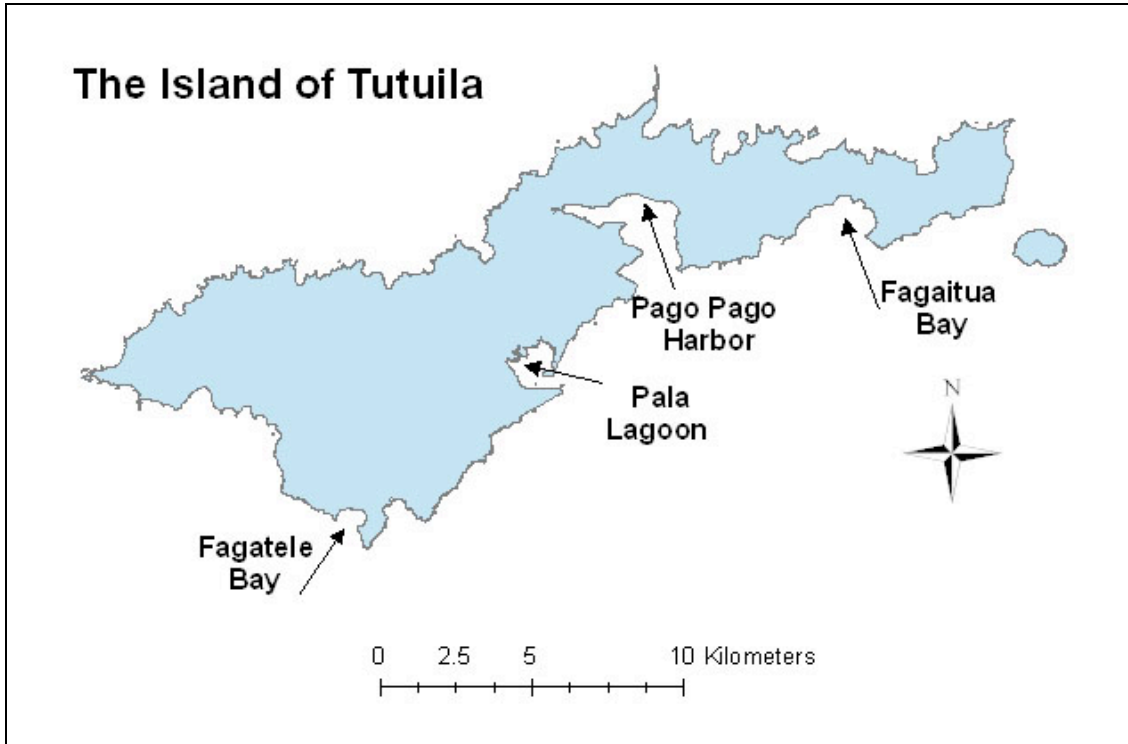 The Island of Tutuila
Pago Pago
Harbor
Fagaitua
Bay
Pala
Lagoon
N
Fagatele
Bay
0 2.5 5 10 Kilometers